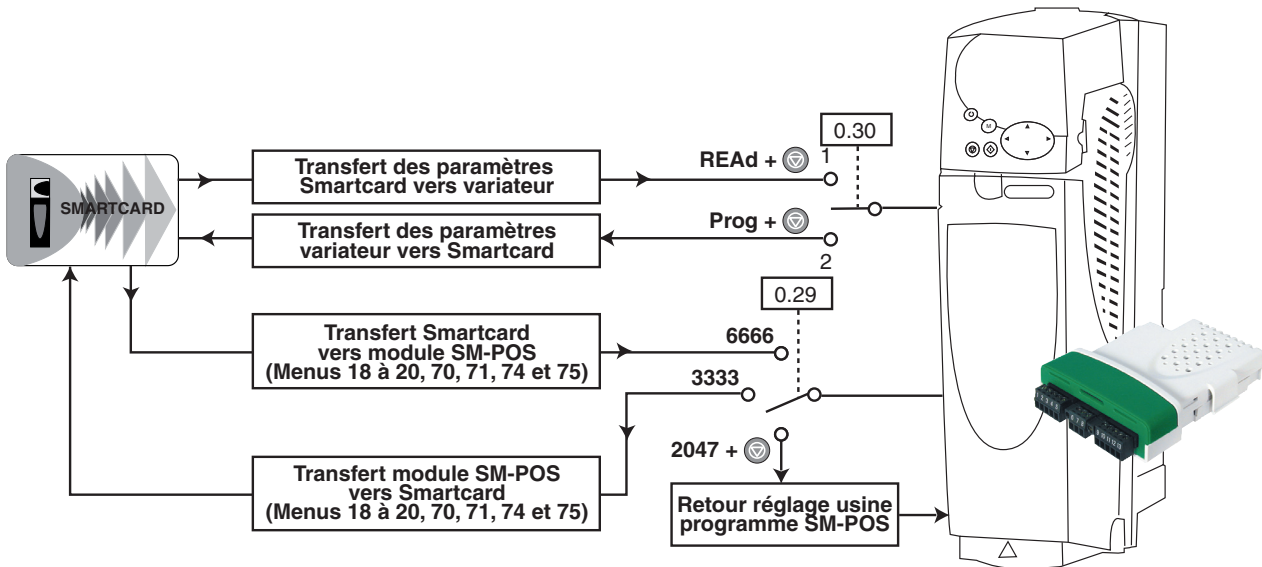 SMARTCARD
Transfert des paramètres
Smartcard vers variateur
REAd +
1
0.30
M
Transfert des paramètres
variateur vers Smartcard
Prog +
2
0.29
Transfert Smartcard
vers module SM-POS
(Menus 18 à 20, 70, 71, 74 et 75)
6666
3333
2047 +
Transfert module SM-POS
vers Smartcard
(Menus 18 à 20, 70, 71, 74 et 75)
Retour réglage usine
programme SM-POS